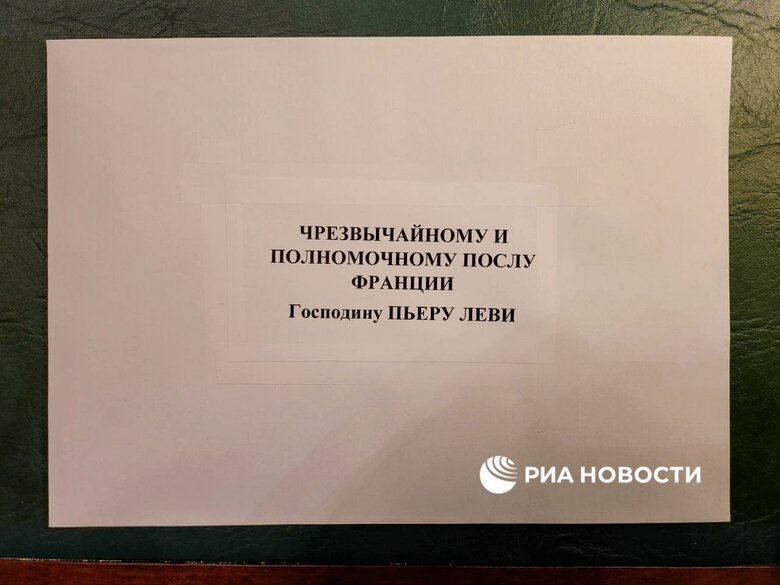 ЧРЕЗВЫЧАЙНОМУ И
ПОЛНОМОЧНОМУ ПОСЛУ
ФРАНЦИИ
Господину ПЬЕРУ ЛЕВИ
РИА НОВОСТИ